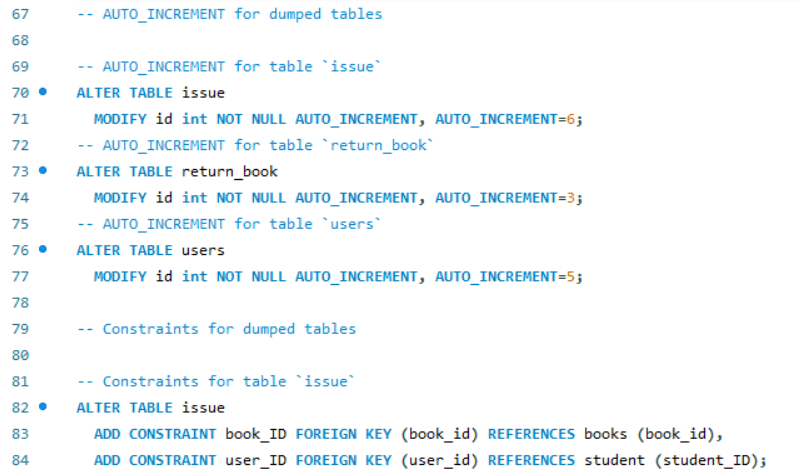 67 -- AUTO_INCREMENT for dumped tables
68
69 -- AUTO_INCREMENT for table `issue`
70 ALTER TABLE issue
71 MODIFY id int NOT NULL AUTO_INCREMENT, AUTO_INCREMENT=6;
72 -- AUTO_INCREMENT for table `return_book`
73 ALTER TABLE return_book
74 MODIFY id int NOT NULL AUTO_INCREMENT, AUTO_INCREMENT=3;
75 -- AUTO_INCREMENT for table `users`
76 ALTER TABLE users
77 MODIFY id int NOT NULL AUTO_INCREMENT, AUTO_INCREMENT=5;
78
79 -- Constraints for dumped tables
80
81 -- Constraints for table `issue`
82 ALTER TABLE issue
83 ADD CONSTRAINT book_ID FOREIGN KEY (book_id) REFERENCES books (book_id),
84 ADD CONSTRAINT user_ID FOREIGN KEY (user_id) REFERENCES student (student_ID);